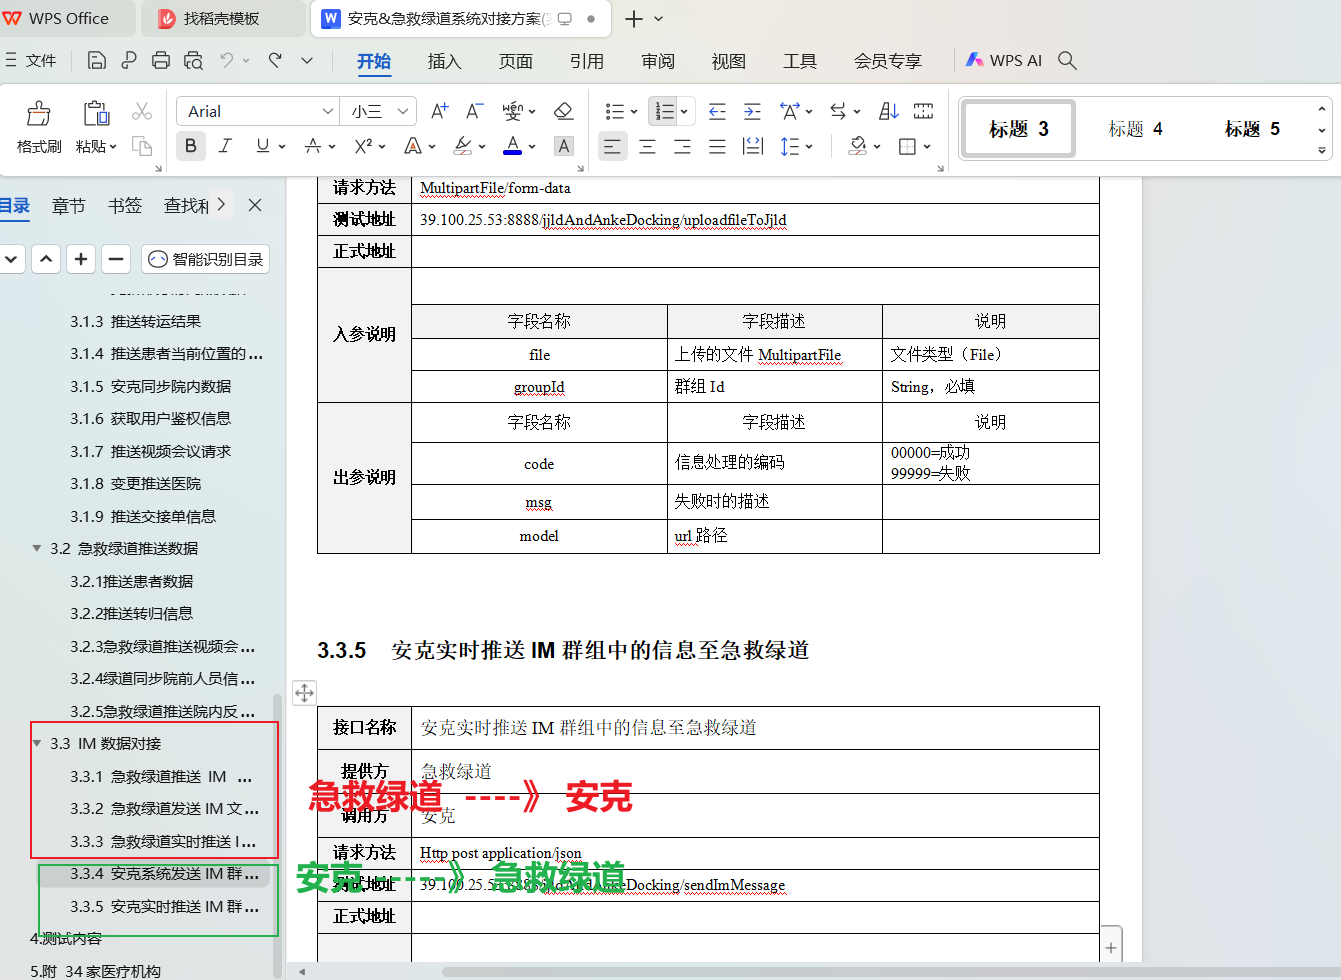 WPS Office
找稻壳模板
安克&急救绿道系统对接方案(
文件
开始
插入
页面
引用
审阅
视图
工具
会员专享
WPS AI
格式刷
粘贴
Arial
小三
标题 3
标题 4
标题 5
目录
章节
书签
查找和
智能识别目录
3.1.3 推送转运结果
3.1.4 推送患者当前位置的...
3.1.5 安克同步院内数据
3.1.6 获取用户鉴权信息
3.1.7 推送视频会议请求
3.1.8 变更推送医院
3.1.9 推送交接单信息
3.2 急救绿道推送数据
3.2.1推送患者数据
3.2.2推送转归信息
3.2.3急救绿道推送视频会...
3.2.4绿道同步院前人员信...
3.2.5急救绿道推送院内反...
3.3 IM 数据对接
3.3.1 急救绿道推送 IM ...
3.3.2 急救绿道发送 IM 文...
3.3.3 急救绿道实时推送 I...
3.3.4 安克系统发送 IM 群...
3.3.5 安克实时推送 IM 群...
4.测试内容
5.附 34 家医疗机构
请求方法 MultipartFile/form-data
测试地址 39.100.25.53:8888/jjldAndAnkeDocking/uploadfileToJjld
正式地址
入参说明
字段名称 字段描述 说明
file 上传的文件 MultipartFile 文件类型（File）
groupId 群组 Id String，必填
出参说明
字段名称 字段描述 说明
code 信息处理的编码 00000=成功
99999=失败
msg 失败时的描述
model url 路径
3.3.5 安克实时推送 IM 群组中的信息至急救绿道
接口名称 安克实时推送 IM 群组中的信息至急救绿道
提供方 急救绿道
急救绿道 ----》 安克
调用方 安克
请求方法 Http post application/json
安克 -----》 急救绿道
测试地址 39.100.25.53:8888/jjldAndAnkeDocking/sendImMessage
正式地址